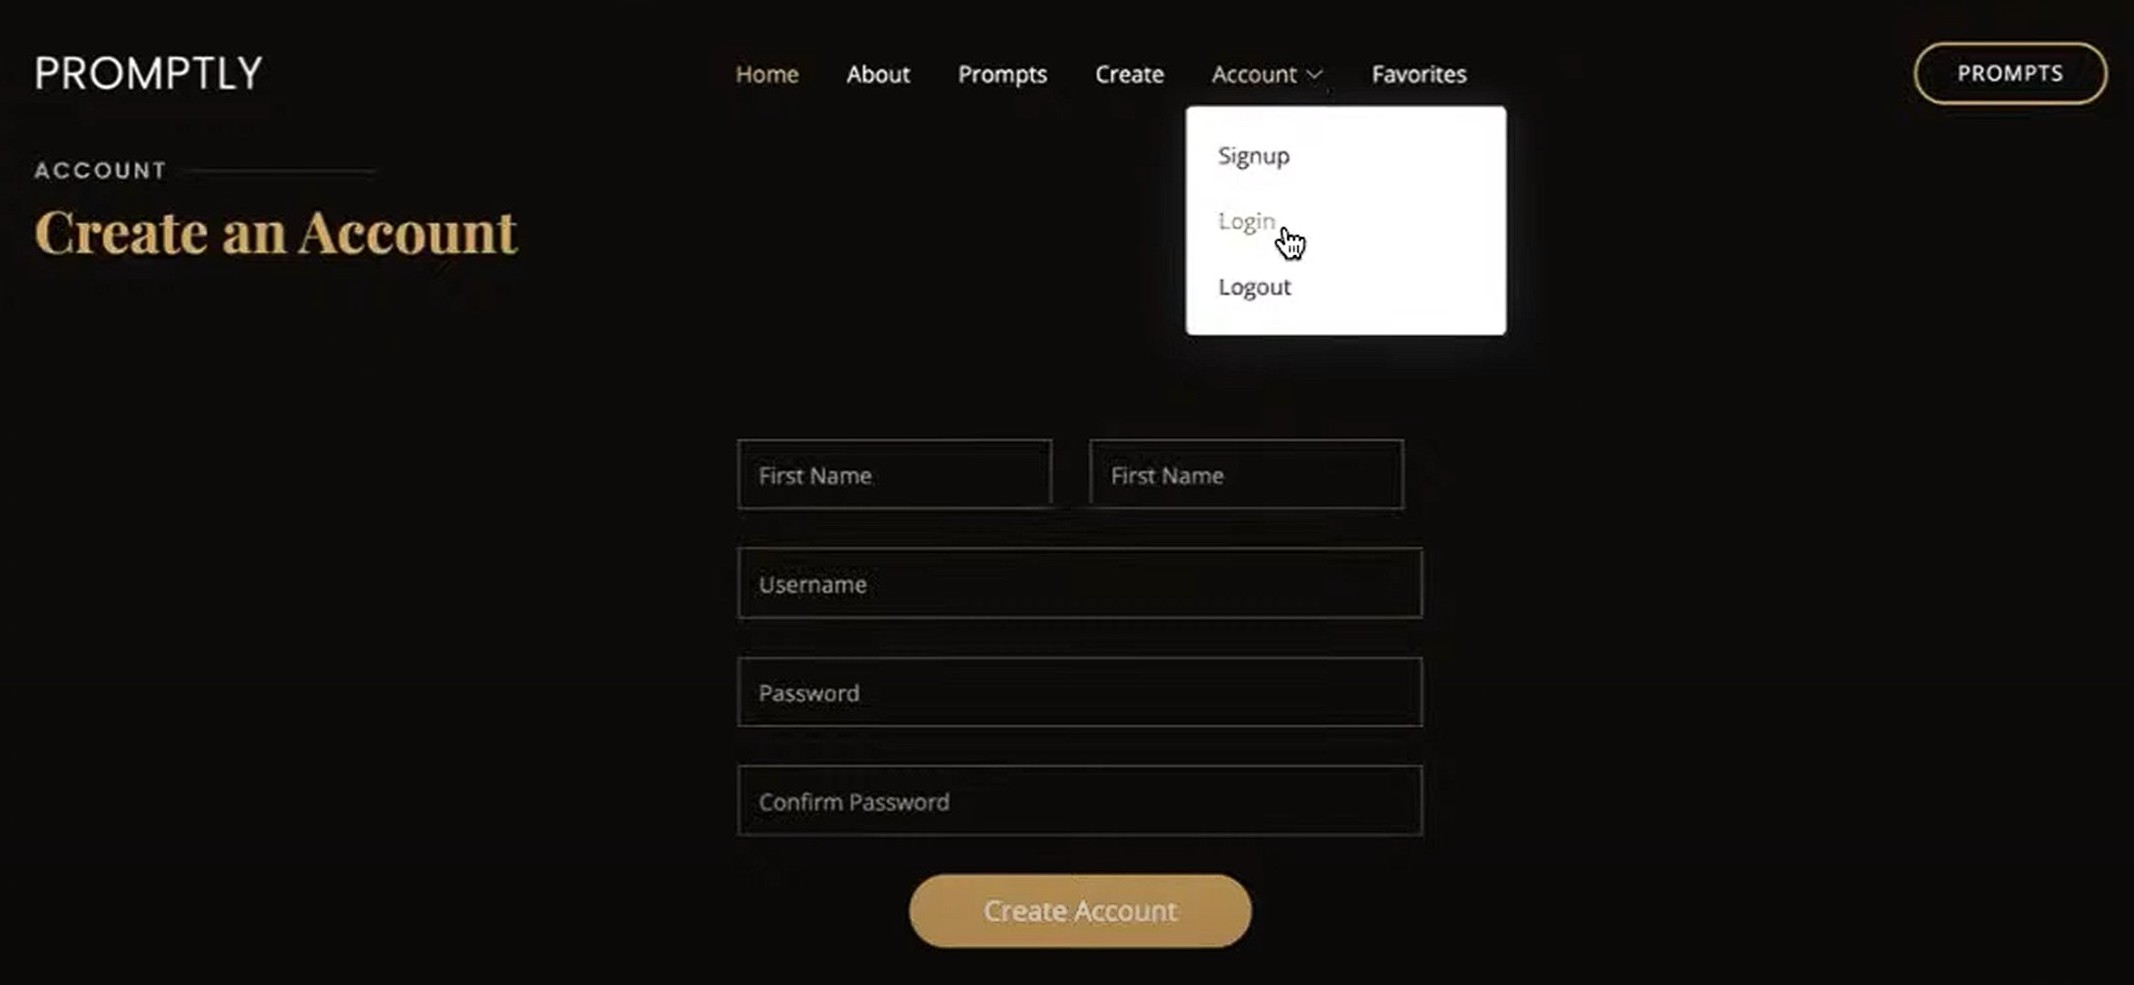 PROMPTLY
Home About Prompts Create Account Favorites
PROMPTS
Signup
Login
Logout
ACCOUNT
Create an Account
First Name First Name
Username
Password
Confirm Password
Create Account